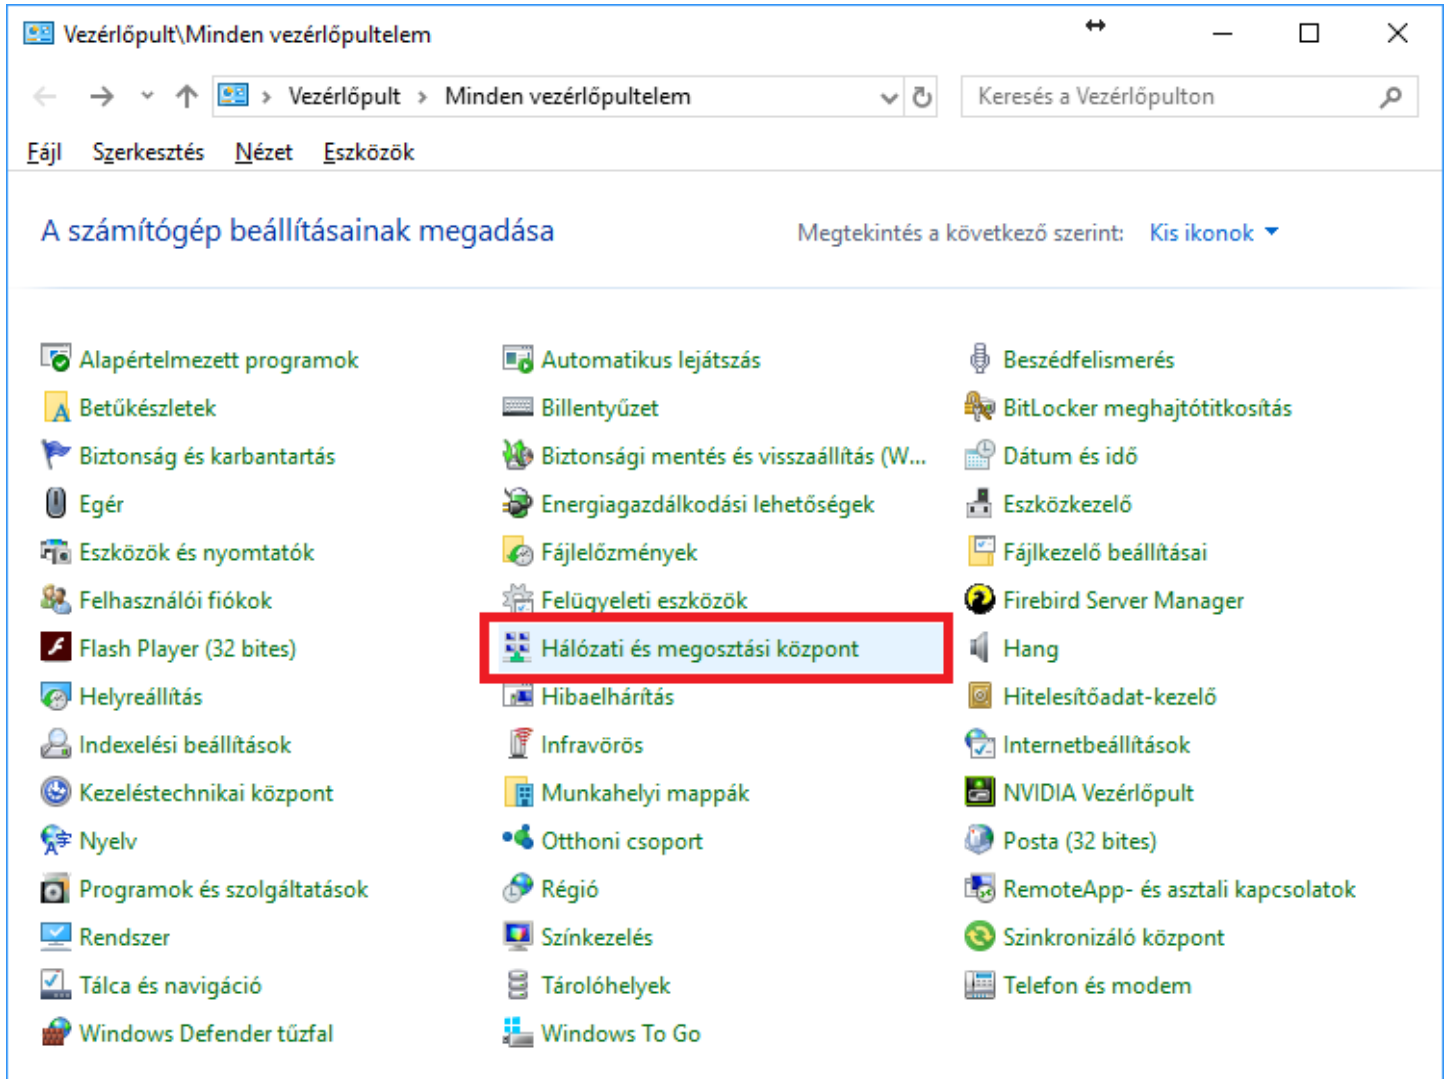 Vezérlőpult\Minden vezérlőpultelem
Vezérlőpult > Minden vezérlőpultelem
Keresés a Vezérlőpulton
Fájl Szerkesztés Nézet Eszközök
A számítógép beállításainak megadása
Megtekintés a következő szerint: Kis ikonok
Alapértelmezett programok
Automatikus lejátszás
Beszédfelismerés
Betűkészletek
Billentyűzet
BitLocker meghajtótitkosítás
Biztonság és karbantartás
Biztonsági mentés és visszaállítás (W...
Dátum és idő
Egér
Energiagazdálkodási lehetőségek
Eszközkezelő
Eszközök és nyomtatók
Fájlelőzmények
Fájlkezelő beállításai
Felhasználói fiókok
Felügyeleti eszközök
Firebird Server Manager
Flash Player (32 bites)
Hálózati és megosztási központ
Hang
Helyreállítás
Hibaelhárítás
Hitelesítőadat-kezelő
Indexelési beállítások
Infravörös
Internetbeállítások
Kezeléstechnikai központ
Munkahelyi mappák
NVIDIA Vezérlőpult
Nyelv
Otthoni csoport
Posta (32 bites)
Programok és szolgáltatások
Régió
RemoteApp- és asztali kapcsolatok
Rendszer
Színkezelés
Szinkronizáló központ
Tálca és navigáció
Tárolóhelyek
Telefon és modem
Windows Defender tűzfal
Windows To Go